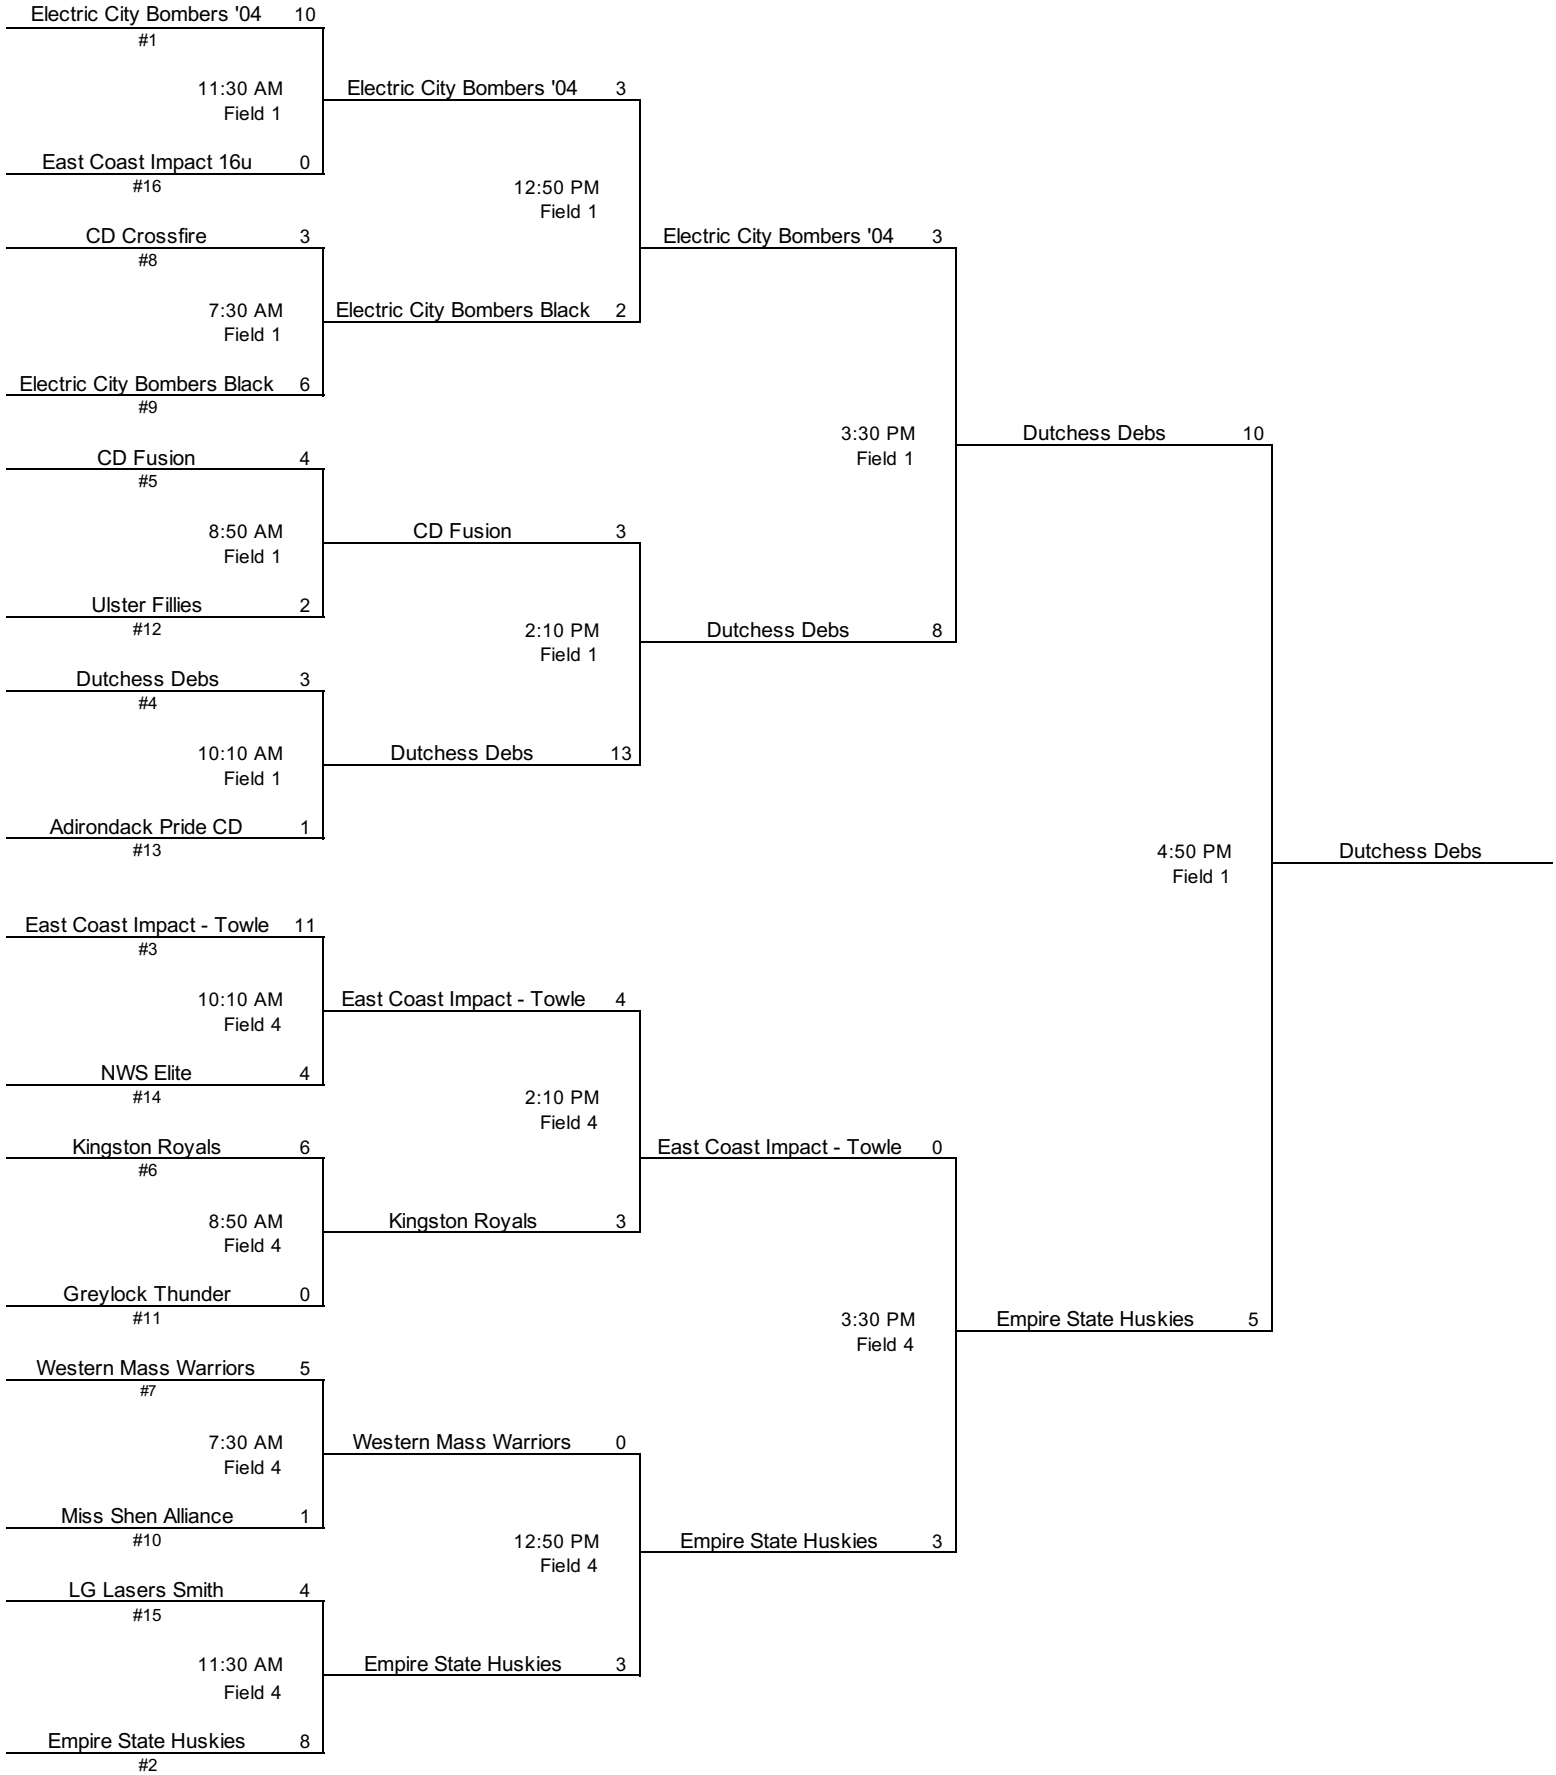 Electric City Bombers '04 10
#1
11:30 AM
Field 1
East Coast Impact 16u 0
#16
CD Crossfire 3
#8
7:30 AM
Field 1
Electric City Bombers Black 6
#9
CD Fusion 4
#5
8:50 AM
Field 1
Ulster Fillies 2
#12
Dutchess Debs 3
#4
10:10 AM
Field 1
Adirondack Pride CD 1
#13
East Coast Impact - Towle 11
#3
10:10 AM
Field 4
NWS Elite 4
#14
Kingston Royals 6
#6
8:50 AM
Field 4
Greylock Thunder 0
#11
Western Mass Warriors 5
#7
7:30 AM
Field 4
Miss Shen Alliance 1
#10
LG Lasers Smith 4
#15
11:30 AM
Field 4
Empire State Huskies 8
#2
Electric City Bombers '04 3
12:50 PM
Field 1
Electric City Bombers Black 2
CD Fusion 3
2:10 PM
Field 1
Dutchess Debs 13
East Coast Impact - Towle 4
2:10 PM
Field 4
Kingston Royals 3
Western Mass Warriors 0
12:50 PM
Field 4
Empire State Huskies 3
Electric City Bombers '04 3
3:30 PM
Field 1
Dutchess Debs 8
East Coast Impact - Towle 0
3:30 PM
Field 4
Empire State Huskies 3
Dutchess Debs 10
4:50 PM
Field 1
Empire State Huskies 5
Dutchess Debs